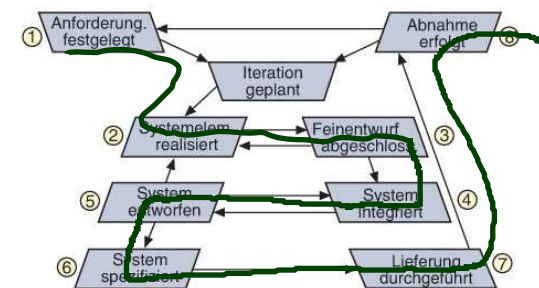 Anforderung.
festgelegt
①
Abnahme
erfolgt
⑧
Iteration
geplant
②
Systemelem.
realisiert
Feinentwurf
abgeschloss.
③
⑤
System
entworfen
System
integriert
④
⑥
System
spezifiziert
Lieferung
durchgeführt
⑦